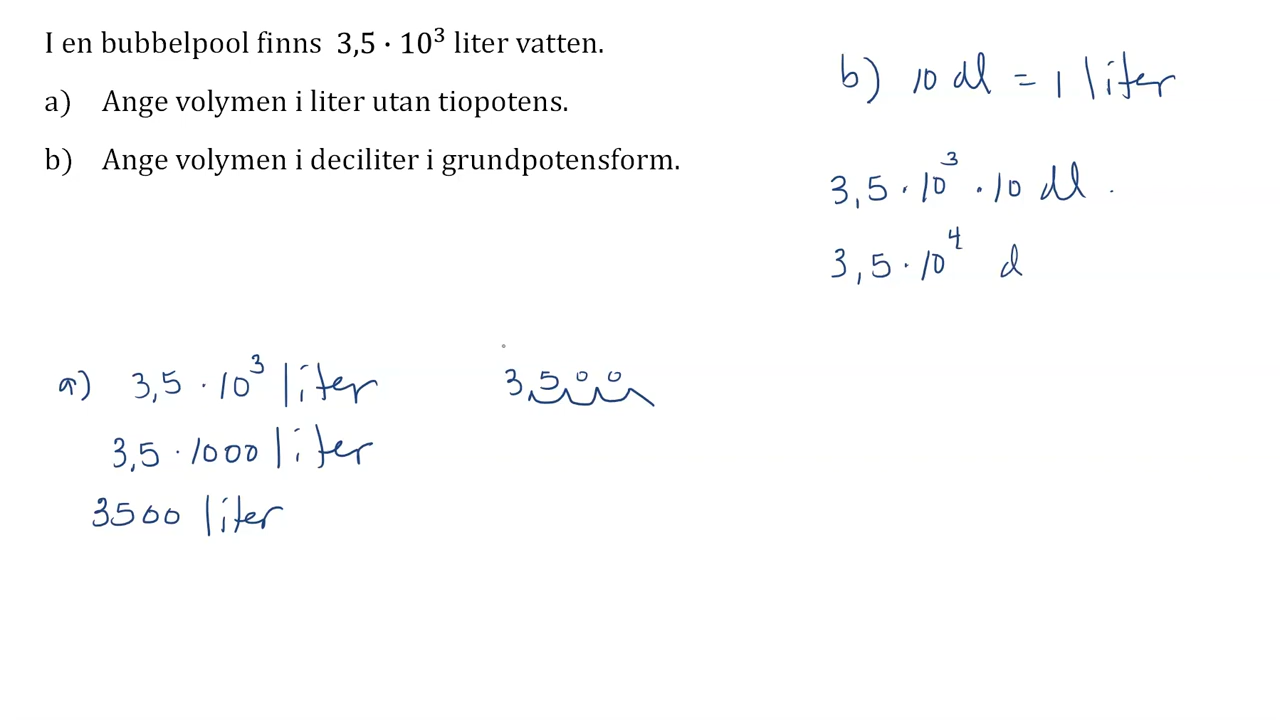 I en bubbelpool finns 3,5 · 10³ liter vatten.
a) Ange volymen i liter utan tiopotens.
b) Ange volymen i deciliter i grundpotensform.
b) 10 dl = 1 liter
3,5 · 10³ · 10 dl
3,5 · 10⁴ d
a) 3,5 · 10³ liter
3,5 · 1000 liter
3500 liter
3,500